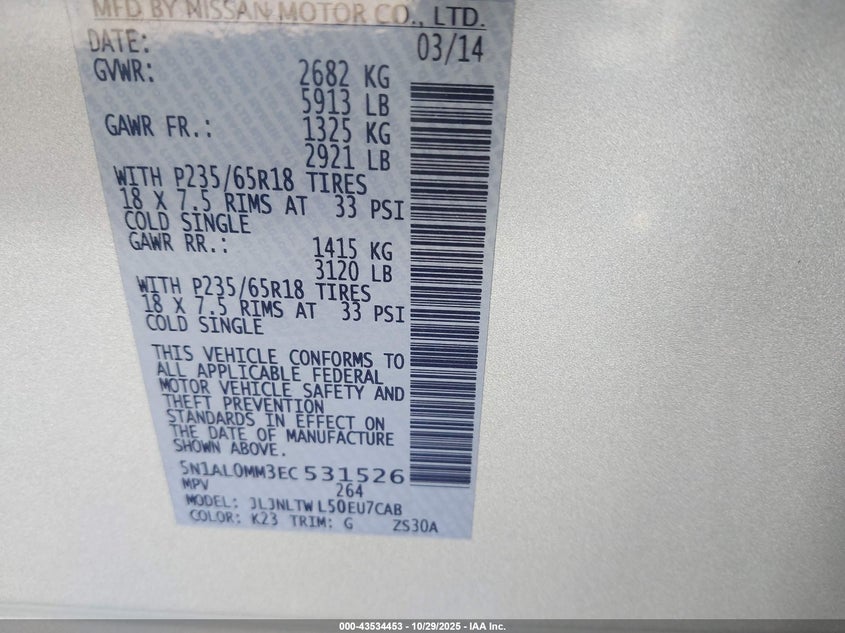 MFD BY NISSAN MOTOR CO., LTD.
DATE: 03/14
GVWR: 2682 KG
5913 LB
GAWR FR.: 1325 KG
2921 LB
WITH P235/65R18 TIRES
18 X 7.5 RIMS AT 33 PSI
COLD SINGLE
GAWR RR.: 1415 KG
3120 LB
WITH P235/65R18 TIRES
18 X 7.5 RIMS AT 33 PSI
COLD SINGLE
THIS VEHICLE CONFORMS TO
ALL APPLICABLE FEDERAL
MOTOR VEHICLE SAFETY AND
THEFT PREVENTION
STANDARDS IN EFFECT ON
THE DATE OF MANUFACTURE
SHOWN ABOVE.
5N1AL0MM3EC 531526
MPV 264
MODEL: JLJNLTW L50EU7CAB
COLOR: K23 TRIM: G ZS30A
000-43534453 - 10/29/2025 - IAA Inc.